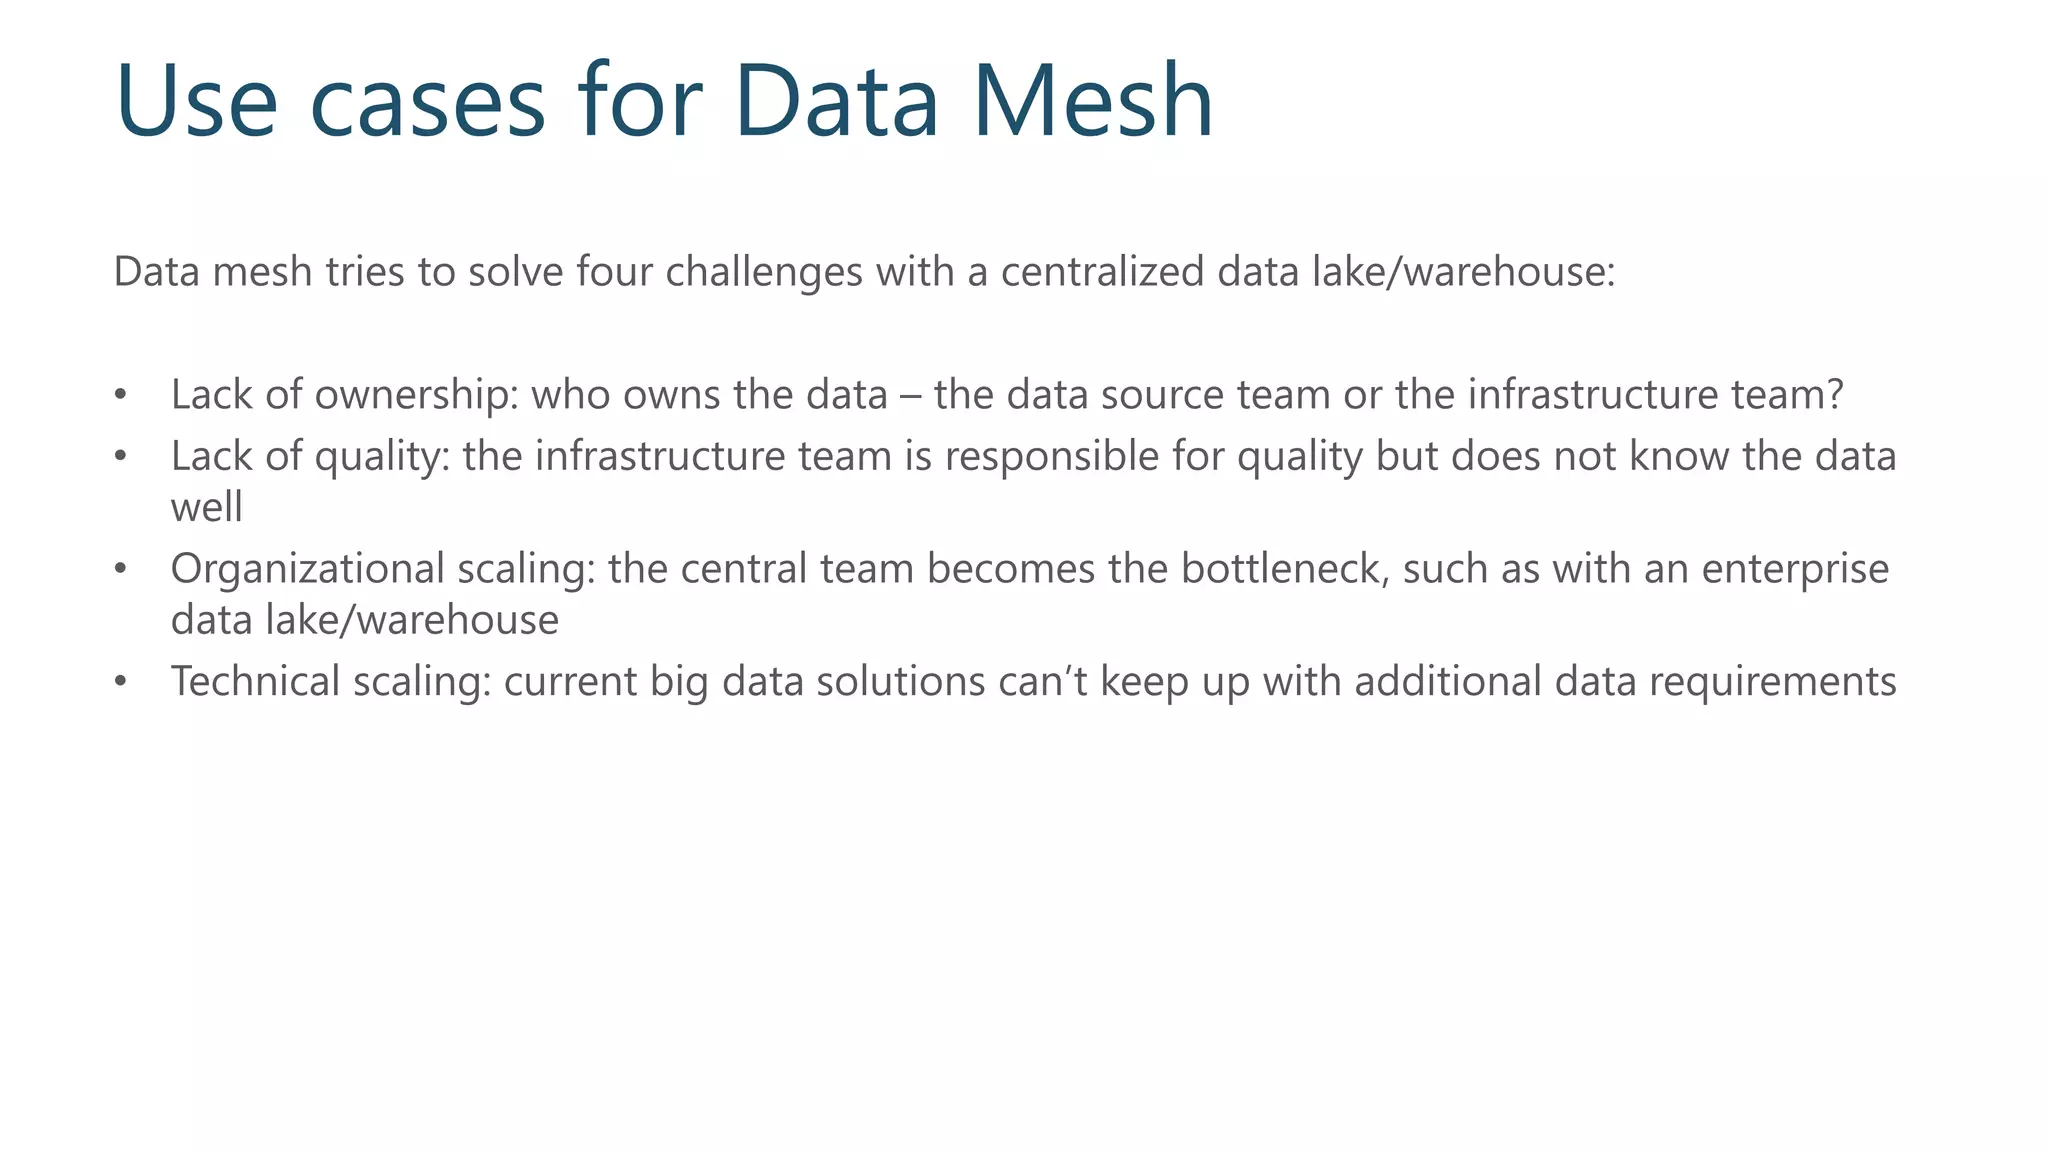 Use cases for Data Mesh
Data mesh tries to solve four challenges with a centralized data lake/warehouse:
• Lack of ownership: who owns the data – the data source team or the infrastructure team?
• Lack of quality: the infrastructure team is responsible for quality but does not know the data
well
• Organizational scaling: the central team becomes the bottleneck, such as with an enterprise
data lake/warehouse
• Technical scaling: current big data solutions can’t keep up with additional data requirements